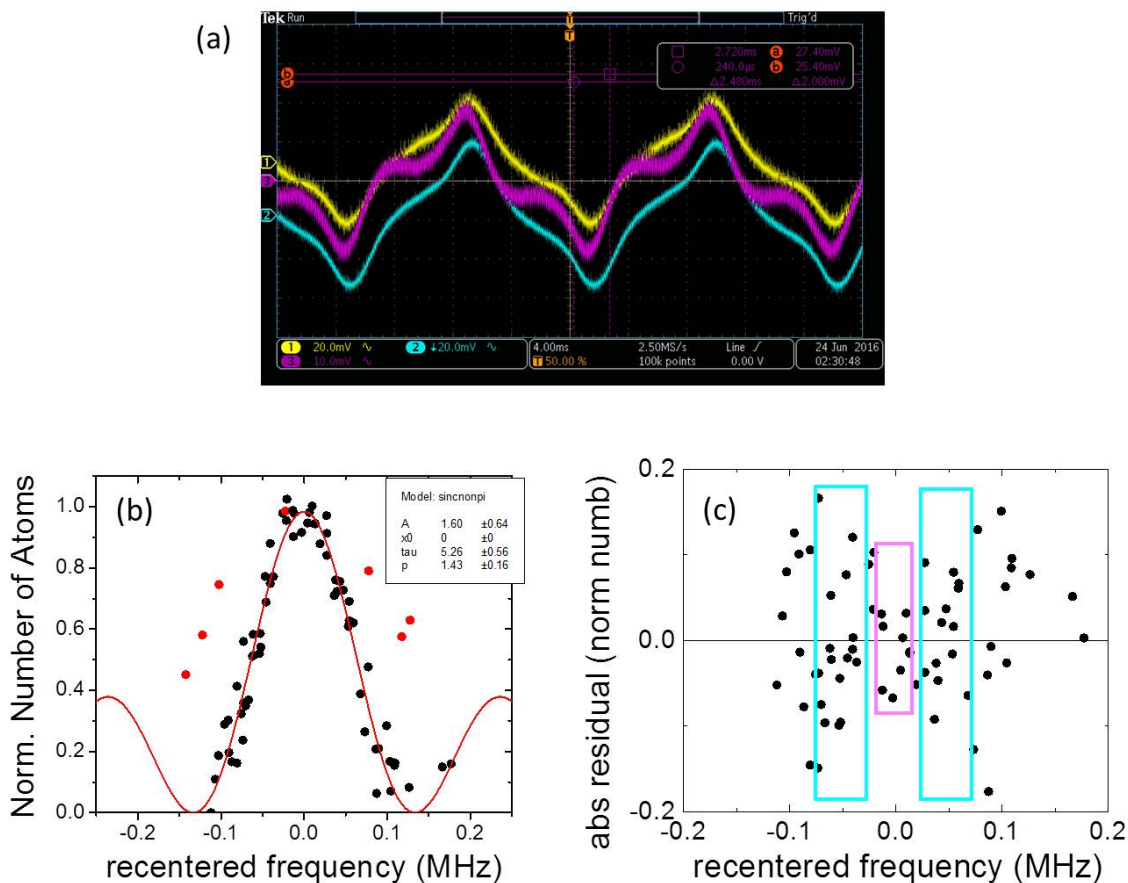 (a)
Tek Run
Trig'd
T
T
2.720ms a 27.40mV
240.0µs b 25.40mV
△2.480ms △2.000mV
b
a
1
3
2
1 20.0mV ∿ 2 ↓20.0mV ∿
3 10.0mV ∿
4.00ms
T 50.00 %
2.50MS/s
100k points
Line ʃ
0.00 V
24 Jun 2016
02:30:48
(b)
Norm. Number of Atoms
1.0
0.8
0.6
0.4
0.2
0.0
Model: sincnonpi
A 1.60 ±0.64
x0 0 ±0
tau 5.26 ±0.56
p 1.43 ±0.16
-0.2 -0.1 0.0 0.1 0.2
recentered frequency (MHz)
(c)
abs residual (norm numb)
0.2
0.0
-0.2
-0.2 -0.1 0.0 0.1 0.2
recentered frequency (MHz)